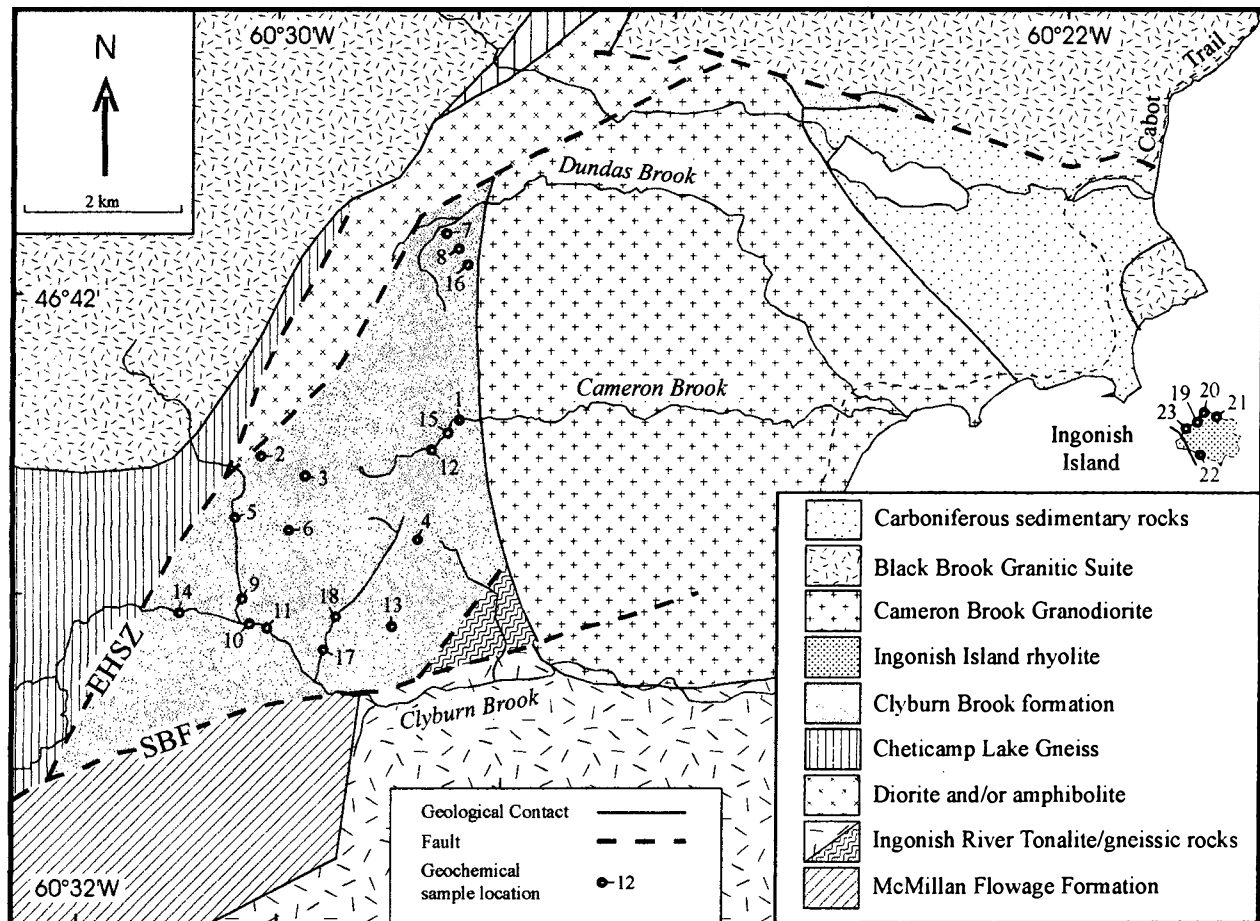 60°30'W
60°22'W
N
2 km
Cabot
Trail
Dundas Brook
7
8
16
46°42'
Cameron Brook
1
15
12
2
3
5
6
4
19
20
21
23
22
Ingonish
Island
9
14
10
11
18
13
17
EHSZ
SBF
Clyburn Brook
60°32'W
Geological Contact
Fault
Geochemical
sample location
12
Carboniferous sedimentary rocks
Black Brook Granitic Suite
Cameron Brook Granodiorite
Ingonish Island rhyolite
Clyburn Brook formation
Cheticamp Lake Gneiss
Diorite and/or amphibolite
Ingonish River Tonalite/gneissic rocks
McMillan Flowage Formation